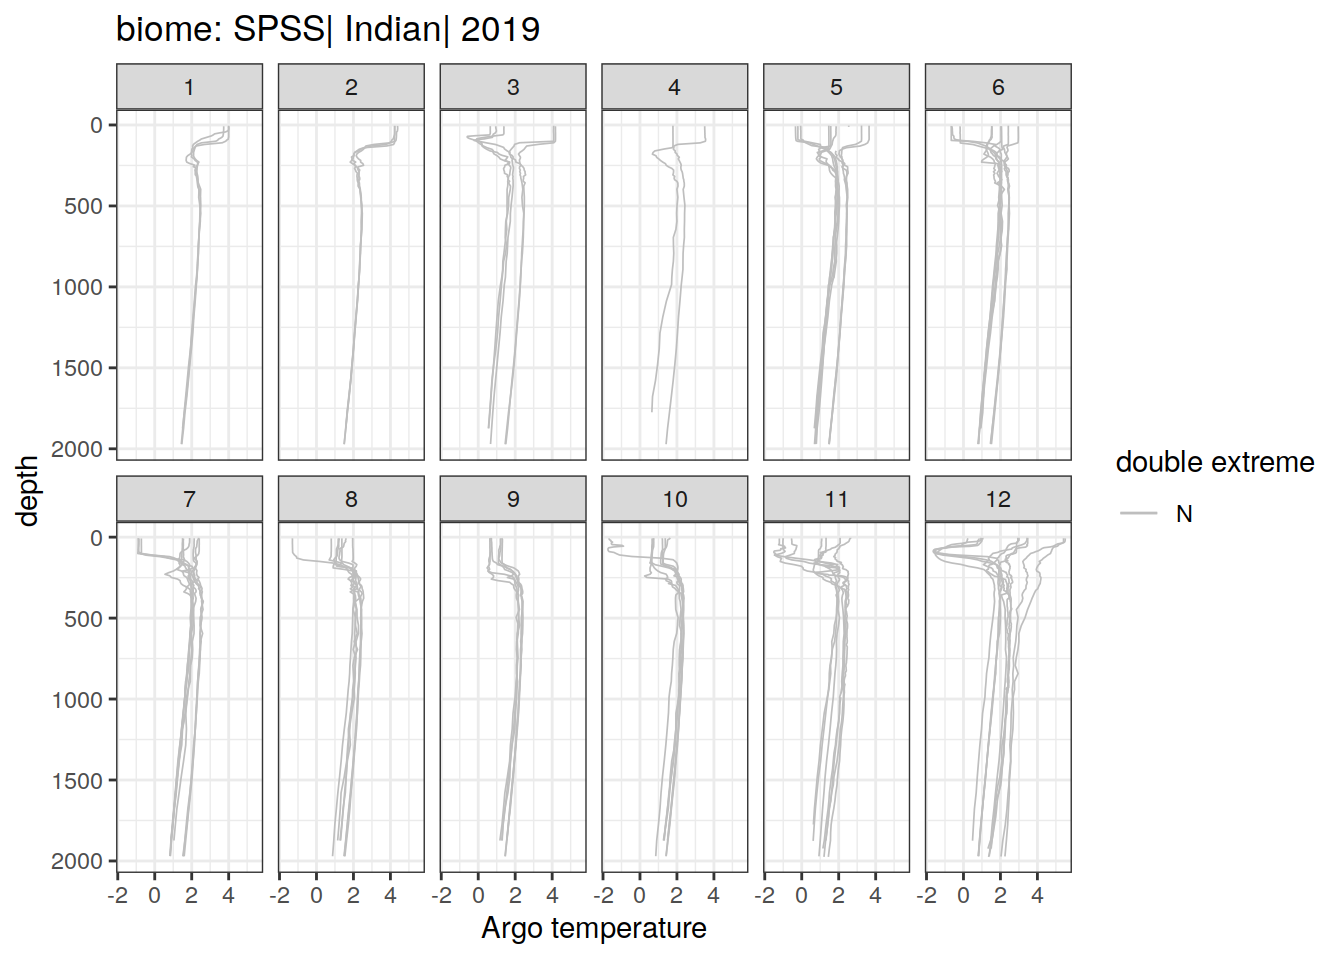 biome: SPSS| Indian| 2019
1 2 3 4 5 6
0
500
1000
1500
2000
7 8 9 10 11 12
0
500
1000
1500
2000
-2 0 2 4 -2 0 2 4 -2 0 2 4 -2 0 2 4 -2 0 2 4 -2 0 2 4
Argo temperature
depth
double extreme
N